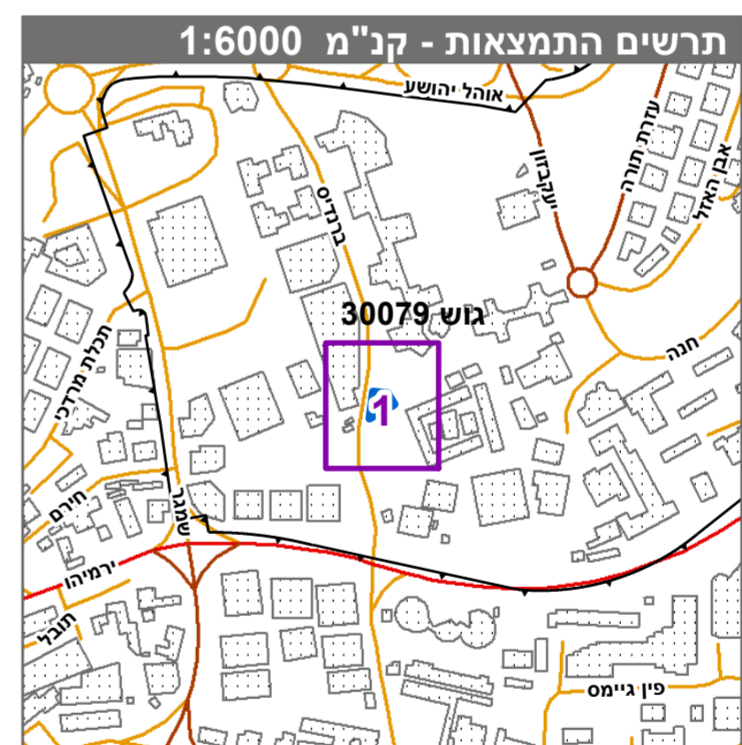 תרשים התמצאות - קנ"מ 1:6000
אוהל יהושע
עזרת תורה
יעקבזון
אבן האזל
ברנדיס
גוש 30079
חנה
תכלת מרדכי
1
חירם
שמגר
ירמיהו
תובל
פין גיימס